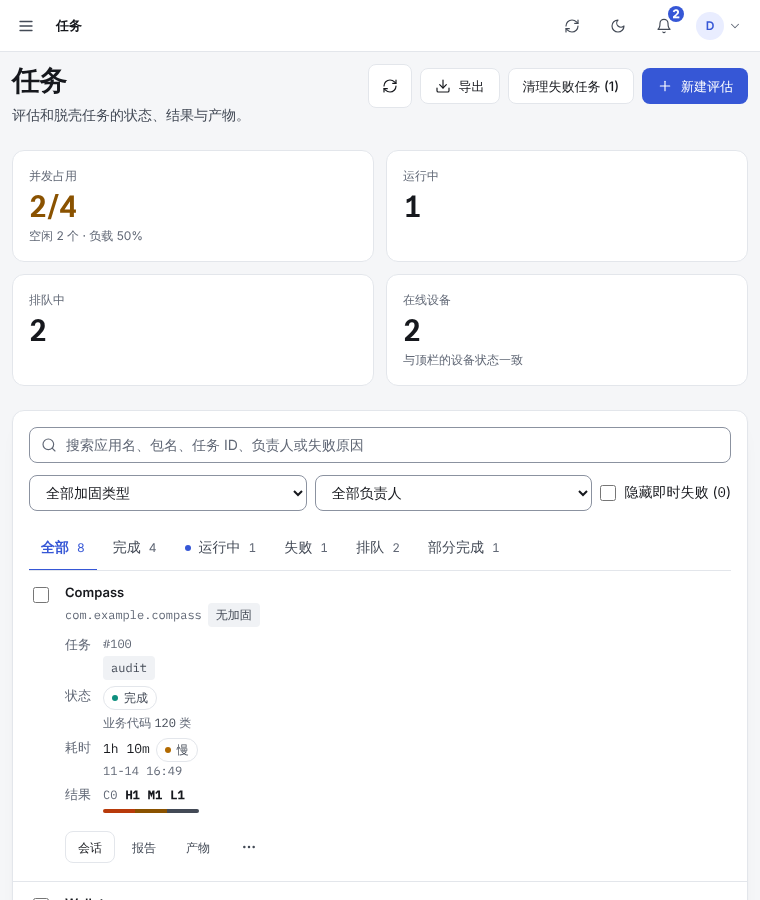 任务
2
D
任务
导出
清理失败任务 (1)
新建评估
评估和脱壳任务的状态、结果与产物。
并发占用
2/4
空闲 2 个 · 负载 50%
运行中
1
排队中
2
在线设备
2
与顶栏的设备状态一致
搜索应用名、包名、任务 ID、负责人或失败原因
全部加固类型
全部负责人
隐藏即时失败 (0)
全部 8 完成 4 运行中 1 失败 1 排队 2 部分完成 1
Compass
com.example.compass 无加固
任务 #100
audit
状态 完成
业务代码 120 类
耗时 1h 10m 慢
11-14 16:49
结果 C0 H1 M1 L1
会话 报告 产物